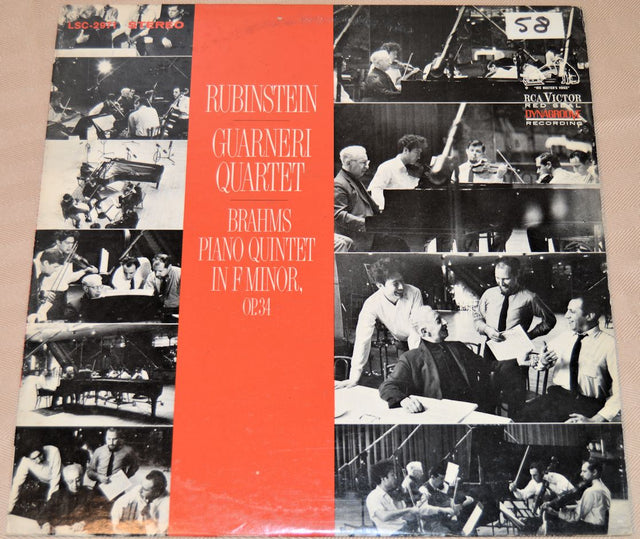 LSC-2971 STEREO
58
"HIS MASTER'S VOICE"
RCA VICTOR
RED SEAL
DYNAGROOVE
RECORDING
RUBINSTEIN
GUARNERI
QUARTET
BRAHMS
PIANO QUINTET
IN F MINOR,
OP. 34